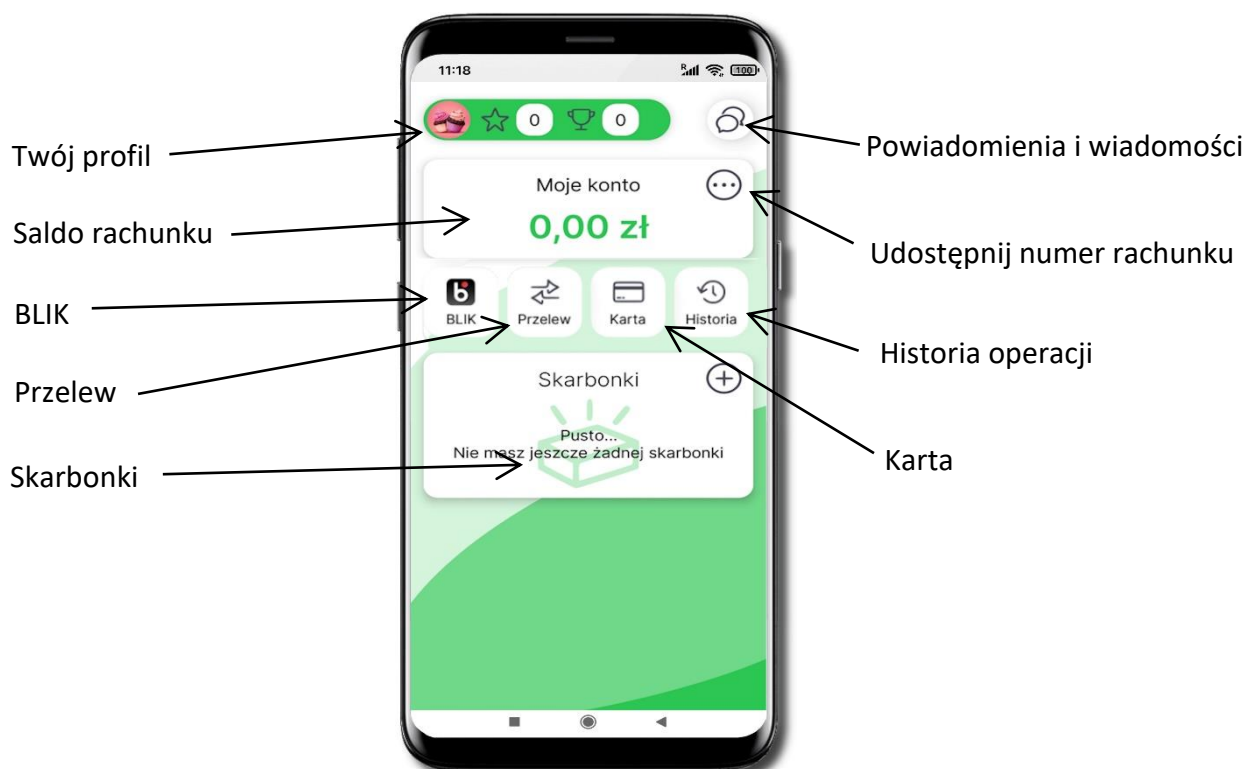 11:18
R
100
0
0
Twój profil
Powiadomienia i wiadomości
Moje konto
Saldo rachunku
0,00 zł
Udostępnij numer rachunku
BLIK
BLIK
Przelew
Karta
Historia
Historia operacji
Przelew
Skarbonki
Pusto...
Nie masz jeszcze żadnej skarbonki
Karta
Skarbonki